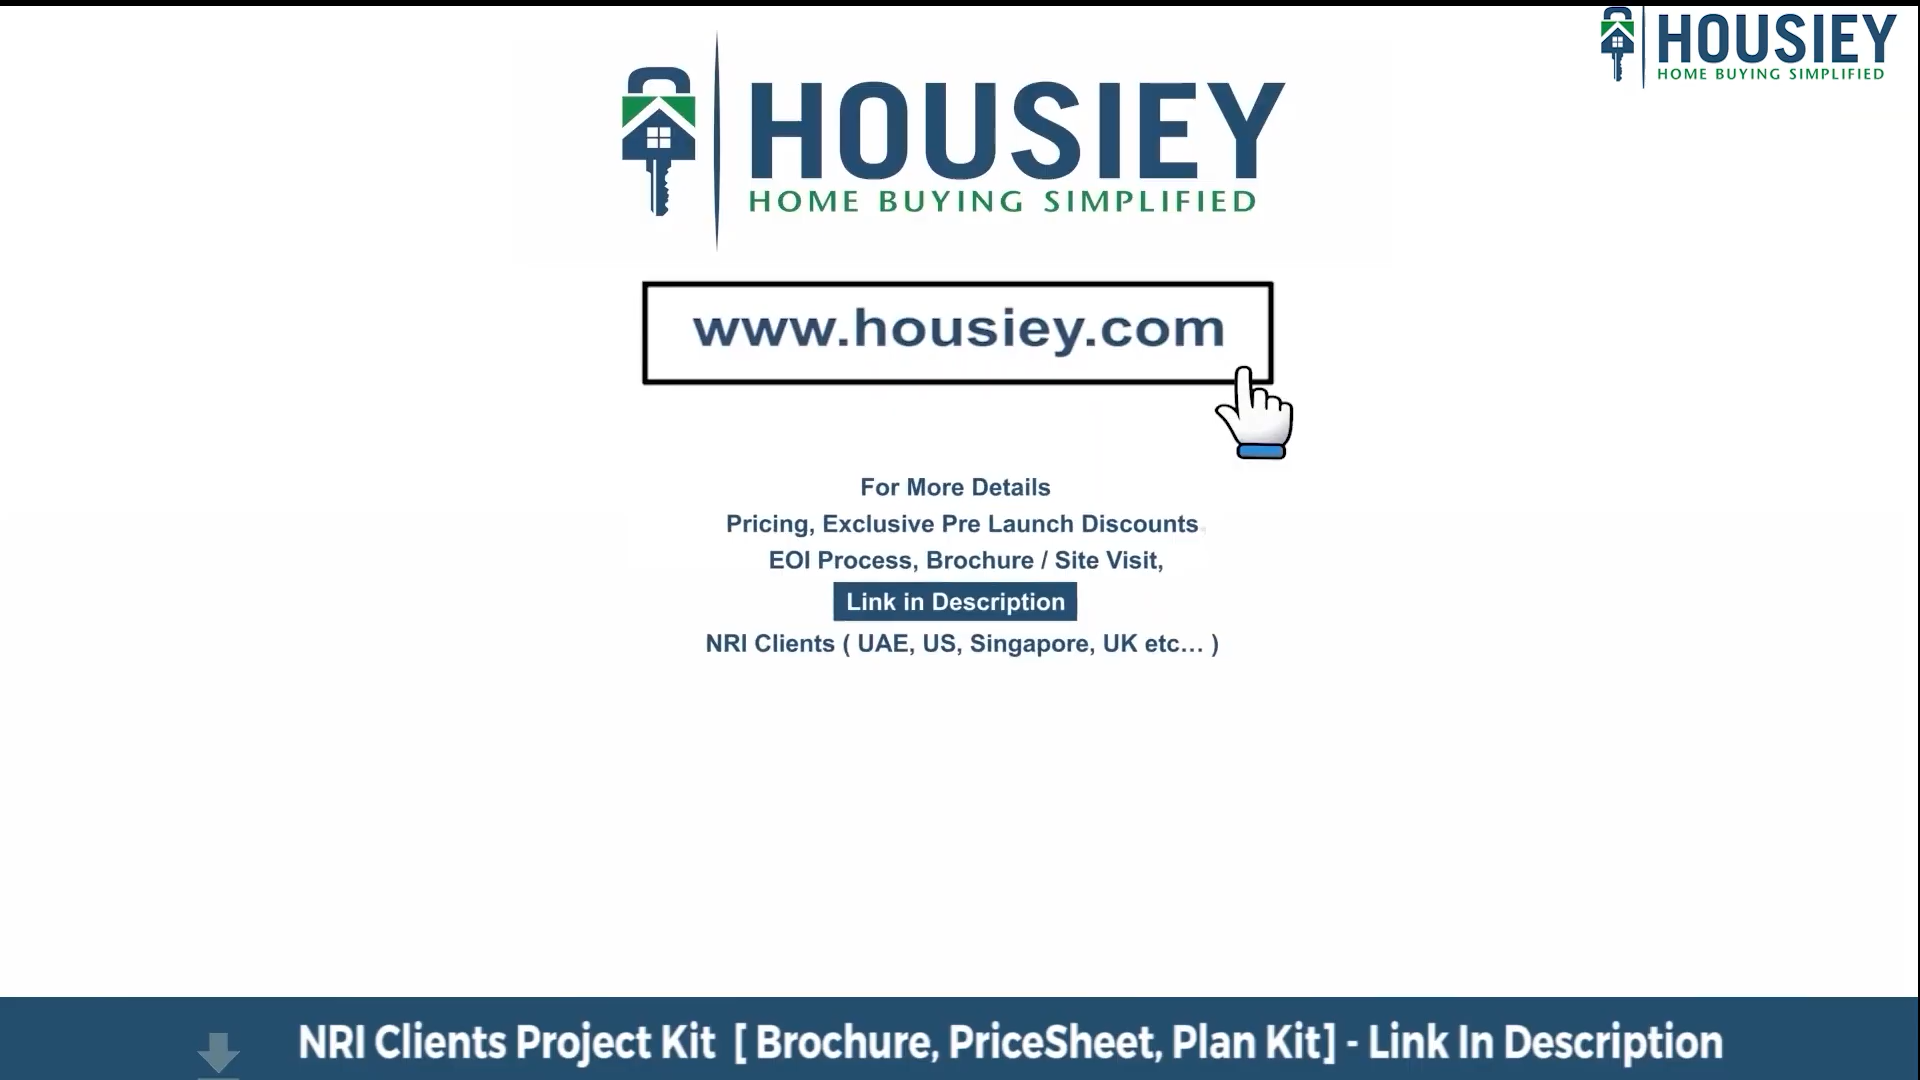 HOUSIEY
HOME BUYING SIMPLIFIED
HOUSIEY
HOME BUYING SIMPLIFIED
www.housiey.com
For More Details
Pricing, Exclusive Pre Launch Discounts
EOI Process, Brochure / Site Visit,
Link in Description
NRI Clients ( UAE, US, Singapore, UK etc... )
NRI Clients Project Kit [ Brochure, PriceSheet, Plan Kit] - Link In Description